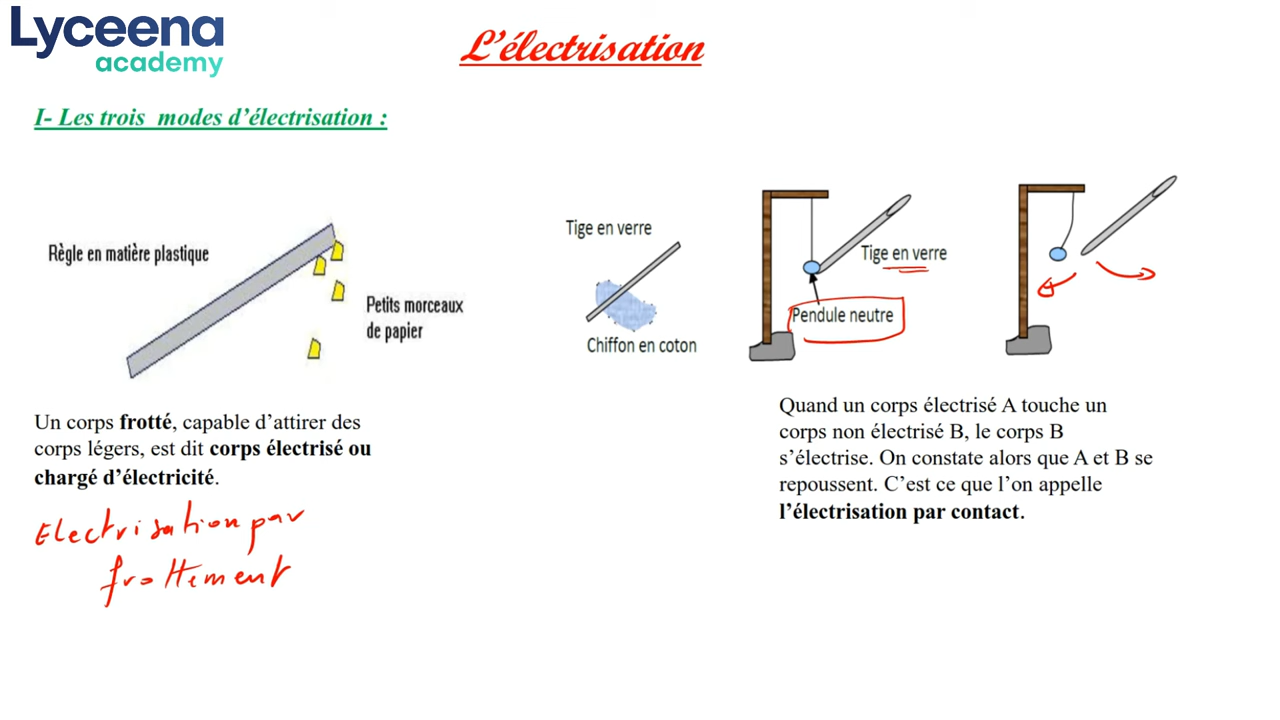 Lyceena
academy
L'électrisation
I- Les trois modes d'électrisation :
Règle en matière plastique
Petits morceaux
de papier
Tige en verre
Chiffon en coton
Tige en verre
Pendule neutre
Un corps frotté, capable d'attirer des
corps légers, est dit corps électrisé ou
chargé d'électricité.
Electrisation par
frottement
Quand un corps électrisé A touche un
corps non électrisé B, le corps B
s'électrise. On constate alors que A et B se
repoussent. C'est ce que l'on appelle
l'électrisation par contact.